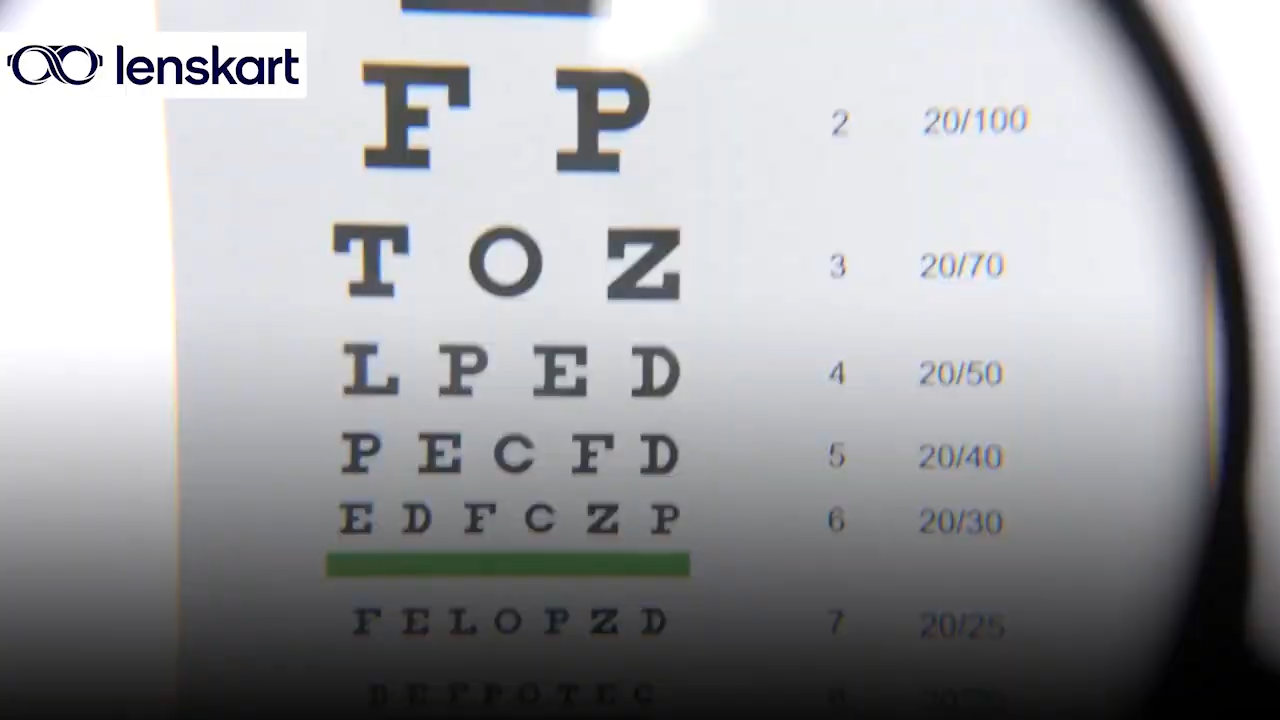 lenskart
F P 2 20/100
T O Z 3 20/70
L P E D 4 20/50
P E C F D 5 20/40
E D F C Z P 6 20/30
F E L O P Z D 7 20/25